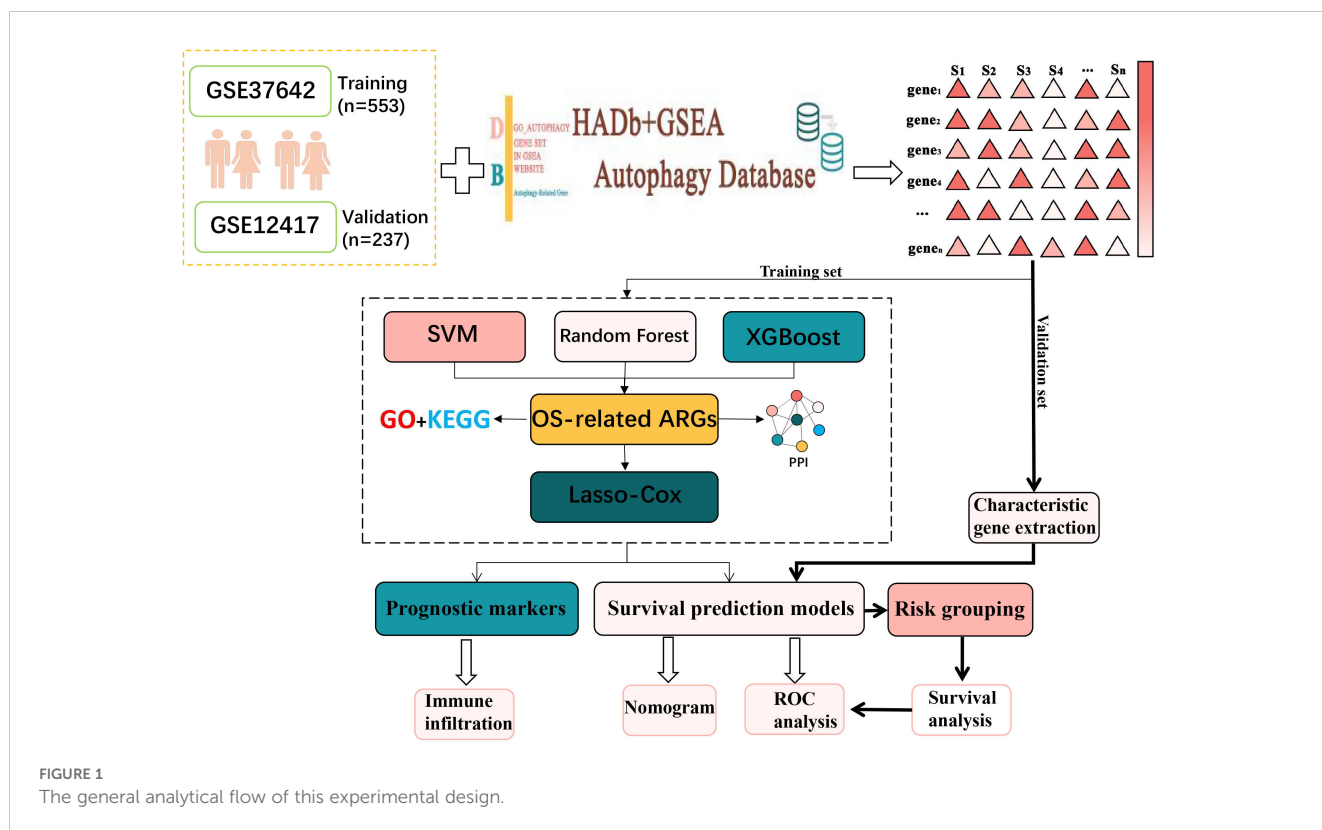 GSE37642
Training
(n=553)
GSE12417
Validation
(n=237)
D
B
GO_AUTOPHAGY
GENE SET
IN GSEA
WEBSITE
Autophagy-Related Gene
HADb+GSEA
Autophagy Database
S1 S2 S3 S4 ... Sn
gene1
gene2
gene3
gene4
...
genen
Training set
Validation set
SVM
Random Forest
XGBoost
GO+KEGG
OS-related ARGs
PPI
Lasso-Cox
Characteristic
gene extraction
Prognostic markers
Survival prediction models
Risk grouping
Immune
infiltration
Nomogram
ROC
analysis
Survival
analysis
FIGURE 1
The general analytical flow of this experimental design.